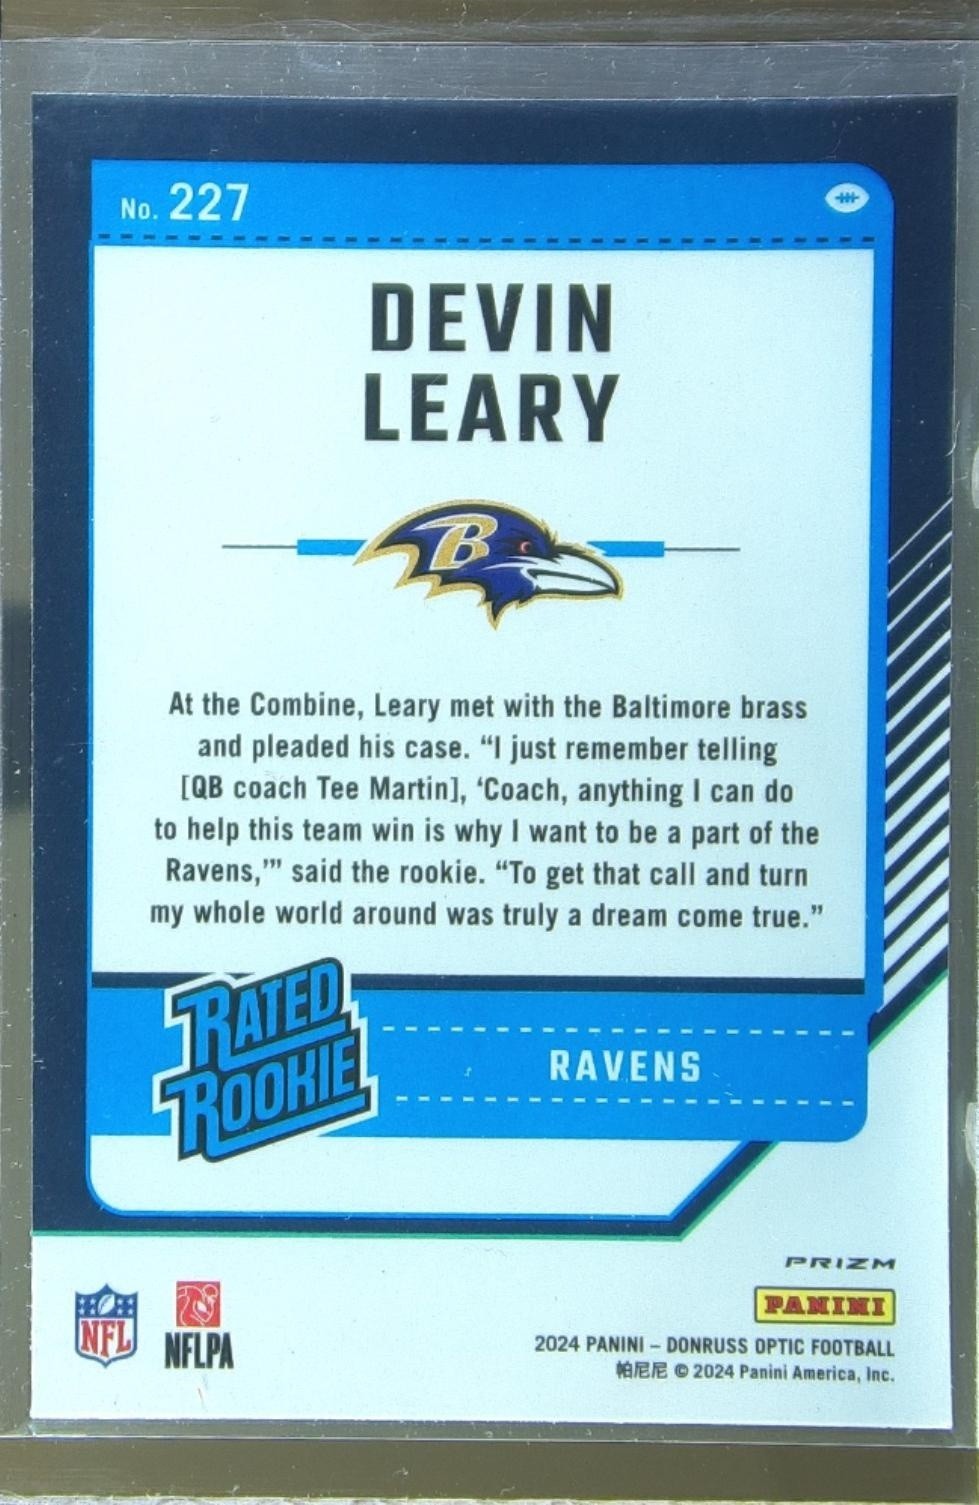 No. 227
DEVIN
LEARY
B
At the Combine, Leary met with the Baltimore brass
and pleaded his case. “I just remember telling
[QB coach Tee Martin], ‘Coach, anything I can do
to help this team win is why I want to be a part of the
Ravens,’” said the rookie. “To get that call and turn
my whole world around was truly a dream come true.”
RATED
ROOKIE
RAVENS
PRIZM
PANINI
NFL
NFLPA
2024 PANINI – DONRUSS OPTIC FOOTBALL
帕尼尼 © 2024 Panini America, Inc.